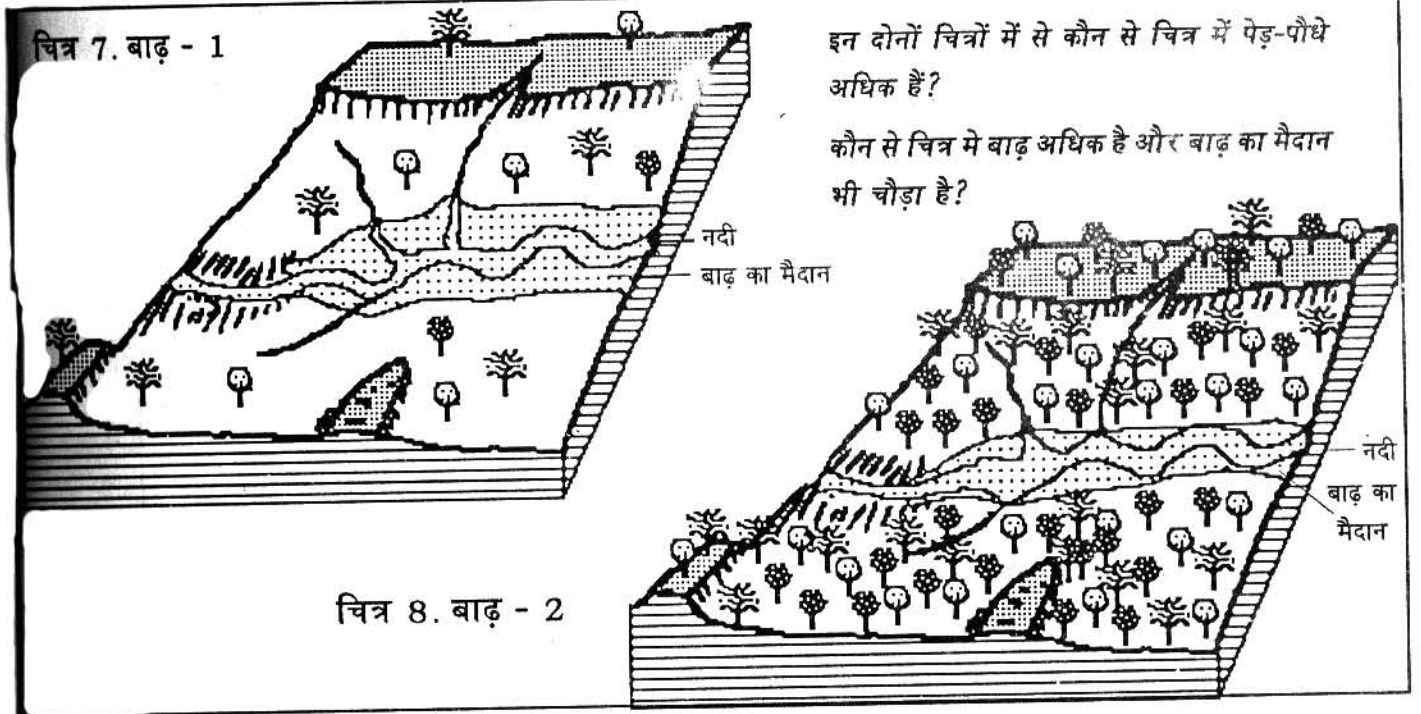 चित्र 7. बाढ़ - 1
इन दोनों चित्रों में से कौन से चित्र में पेड़-पौधे
अधिक हैं?
कौन से चित्र मे बाढ़ अधिक है और बाढ़ का मैदान
भी चौड़ा है?
नदी
बाढ़ का मैदान
नदी
बाढ़ का
मैदान
चित्र 8. बाढ़ - 2